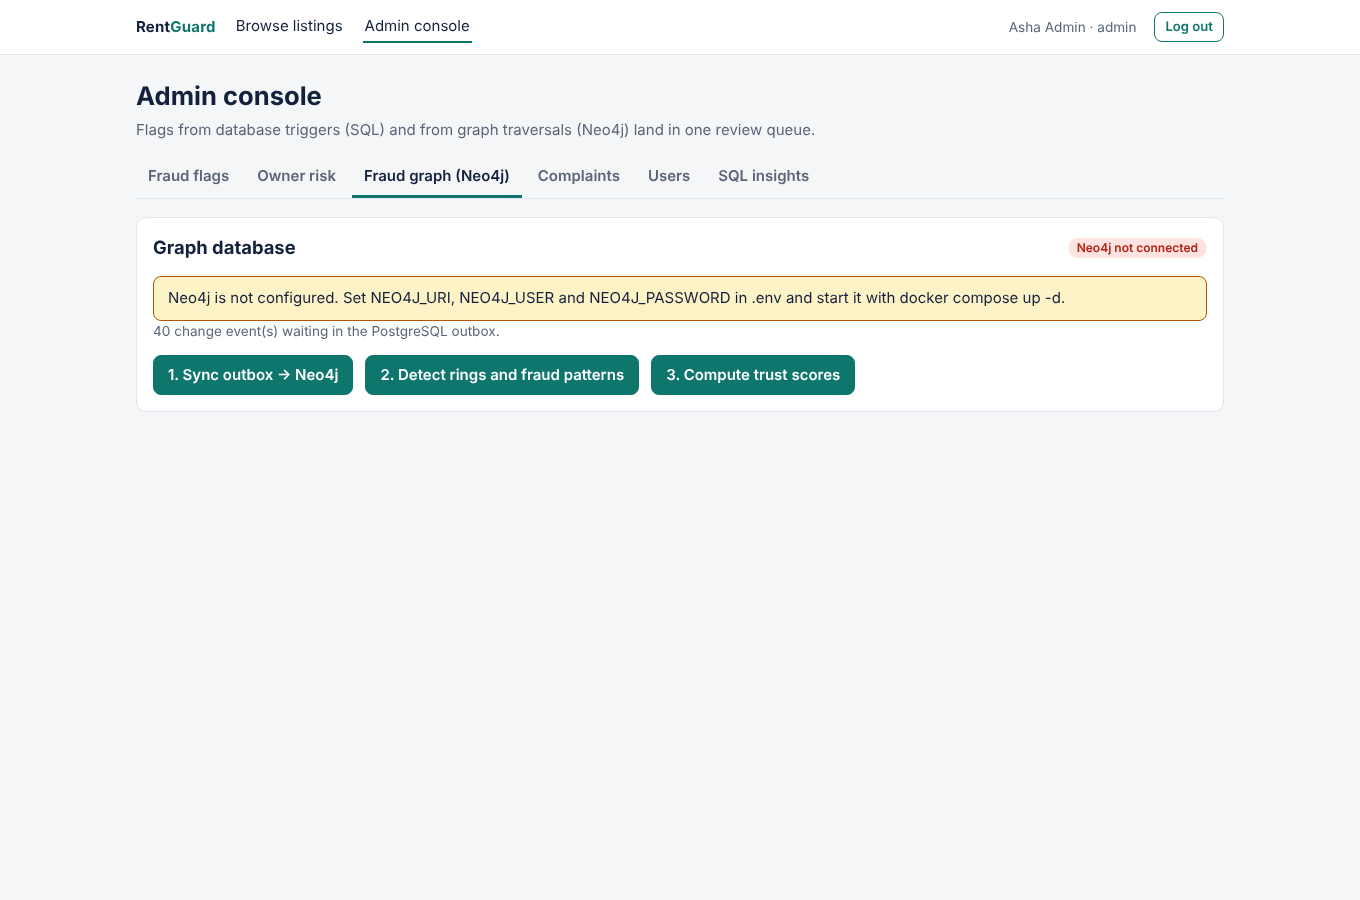 RentGuard Browse listings Admin console Asha Admin · admin Log out
Admin console
Flags from database triggers (SQL) and from graph traversals (Neo4j) land in one review queue.
Fraud flags Owner risk Fraud graph (Neo4j) Complaints Users SQL insights
Graph database Neo4j not connected
Neo4j is not configured. Set NEO4J_URI, NEO4J_USER and NEO4J_PASSWORD in .env and start it with docker compose up -d.
40 change event(s) waiting in the PostgreSQL outbox.
1. Sync outbox → Neo4j 2. Detect rings and fraud patterns 3. Compute trust scores